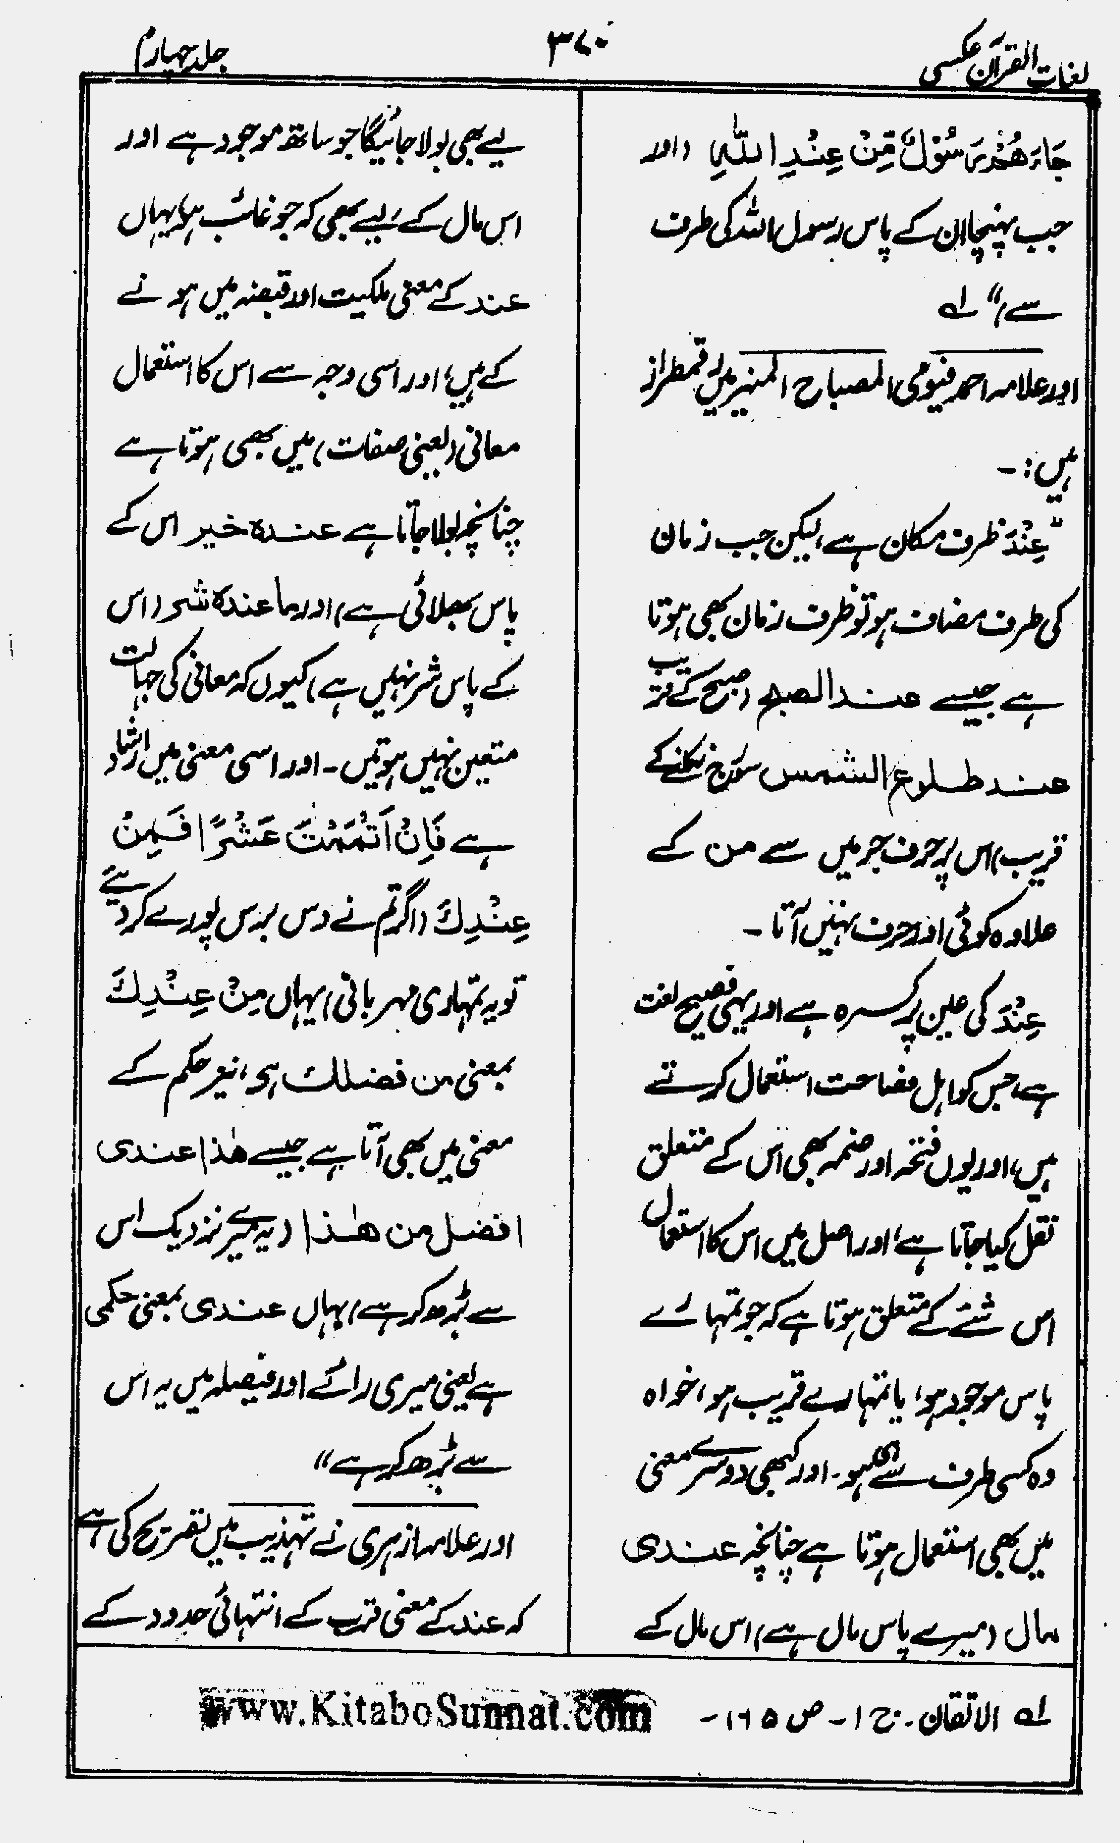 لغات القرآن عکسی
۳۷۰
جلد چہارم
جَاءَ هُمْ رَسُوْلٌ مِّنْ عِنْدِ اللّٰهِ (اور
جب پہنچا ان کے پاس رسول اللہ کی طرف
سے)" لہ
اور علامہ احمد فیومی المصباح المنیر میں رقمطراز
ہیں :۔
"عِنْدَ ظرف مکان ہے، لیکن جب زمان
کی طرف مضاف ہو تو ظرف زمان بھی ہوتا
ہے جیسے عند الصبح (صبح کے قریب
عند طلوع الشمس سورج نکلنے کے
قریب) اس پر حرف جر میں سے من کے
علاوہ کوئی اور حرف نہیں آتا ۔
عِنْدَ کی عین پر کسرہ ہے اور یہی فصیح لغت
ہے جس کو اہل فصاحت استعمال کرتے
ہیں، اور یوں فتحہ اور ضمہ بھی اس کے متعلق
نقل کیا جاتا ہے، اور اصل میں اس کا استعمال
اس شئے کے متعلق ہوتا ہے کہ جو تمہارے
پاس موجود ہو، یا تمہارے قریب ہو، خواہ
وہ کسی طرف سے بھی ہو۔ اور کبھی دوسرے معنی
میں بھی استعمال ہوتا ہے چنانچہ عندی
مال (میرے پاس مال ہے) اس مال کے
لیے بھی بولا جائیگا جو ساتھ موجود ہے اور
اس مال کے لیے بھی کہ جو غائب ہو، یہاں
عند کے معنی ملکیت اور قبضہ میں ہونے
کے ہیں، اور اسی وجہ سے اس کا استعمال
معانی (یعنی صفات) میں بھی ہوتا ہے
چنانچہ بولا جاتا ہے عندہ خیر اس کے
پاس بھلائی ہے) اور ما عندہ شر (اس
کے پاس شر نہیں ہے) کیوں کہ معانی کی جہات
متعین نہیں ہوتیں ۔ اور اسی معنی میں ارشاد
ہے فَاِنْ اَتْمَمْتَ عَشْرًا فَمِنْ
عِنْدِكَ (اگر تم نے دس برس پورے کر دیئے
تو یہ تمہاری مہربانی) یہاں مِنْ عِنْدِكَ
بمعنی من فضلك ہی، نیز حکم کے
معنی میں بھی آتا ہے جیسے هٰذا عندی
افضل من هٰذا (یہ میرے نزدیک اس
سے بڑھ کر ہے) یہاں عندی بمعنی حکمی
ہے یعنی میری رائے اور فیصلہ میں یہ اس
سے بڑھ کر ہے"
اور علامہ ازہری نے تہذیب میں تصریح کی ہے
کہ عند کے معنی قرب کے انتہائی حدود کے
لہ الاتقان ۔ ج ۱ ۔ ص ۱۶۵ ۔
www.KitaboSunnat.com